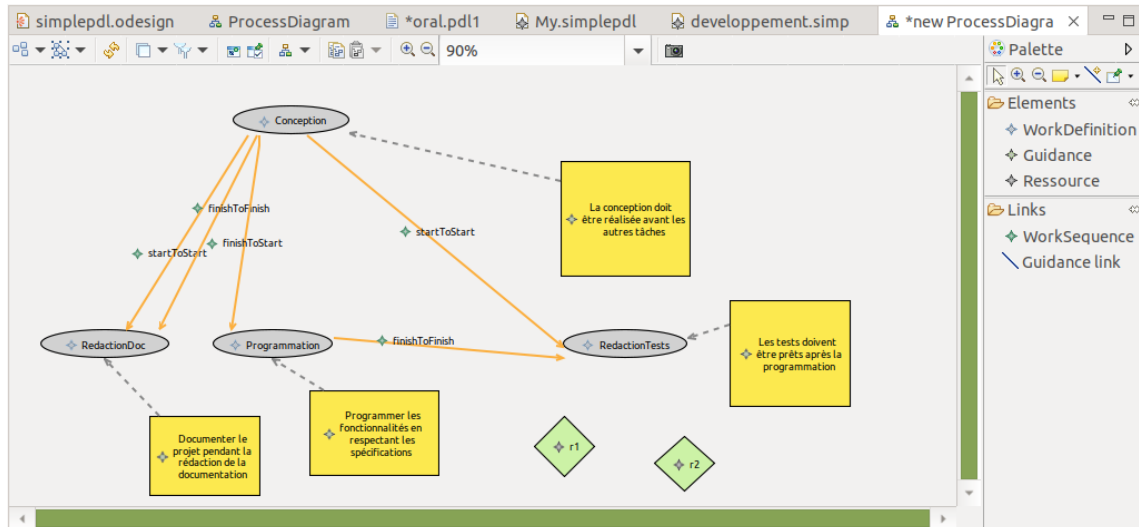 simplepdl.odesign
ProcessDiagram
*oral.pdl1
My.simplepdl
developpement.simp
*new ProcessDiagra
90%
Palette
Elements
WorkDefinition
Guidance
Ressource
Links
WorkSequence
Guidance link
Conception
La conception doit
être réalisée avant les
autres tâches
finishToFinish
startToStart
finishToStart
startToStart
RedactionDoc
Programmation
finishToFinish
RedactionTests
Les tests doivent
être prêts après la
programmation
Documenter le
projet pendant la
rédaction de la
documentation
Programmer les
fonctionnalités en
respectant les
spécifications
r1
r2